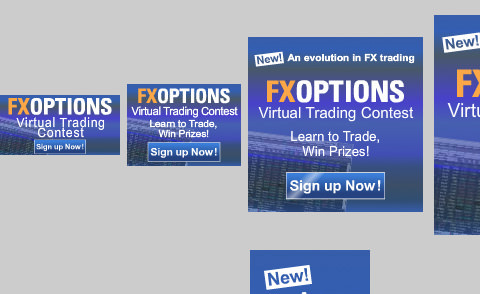 FXOPTIONS
Virtual Trading
Contest
Sign up Now!
FXOPTIONS
Virtual Trading Contest
Learn to Trade,
Win Prizes!
Sign up Now!
New! An evolution in FX trading
FXOPTIONS
Virtual Trading Contest
Learn to Trade,
Win Prizes!
Sign up Now!
New!
F
Virt
New!